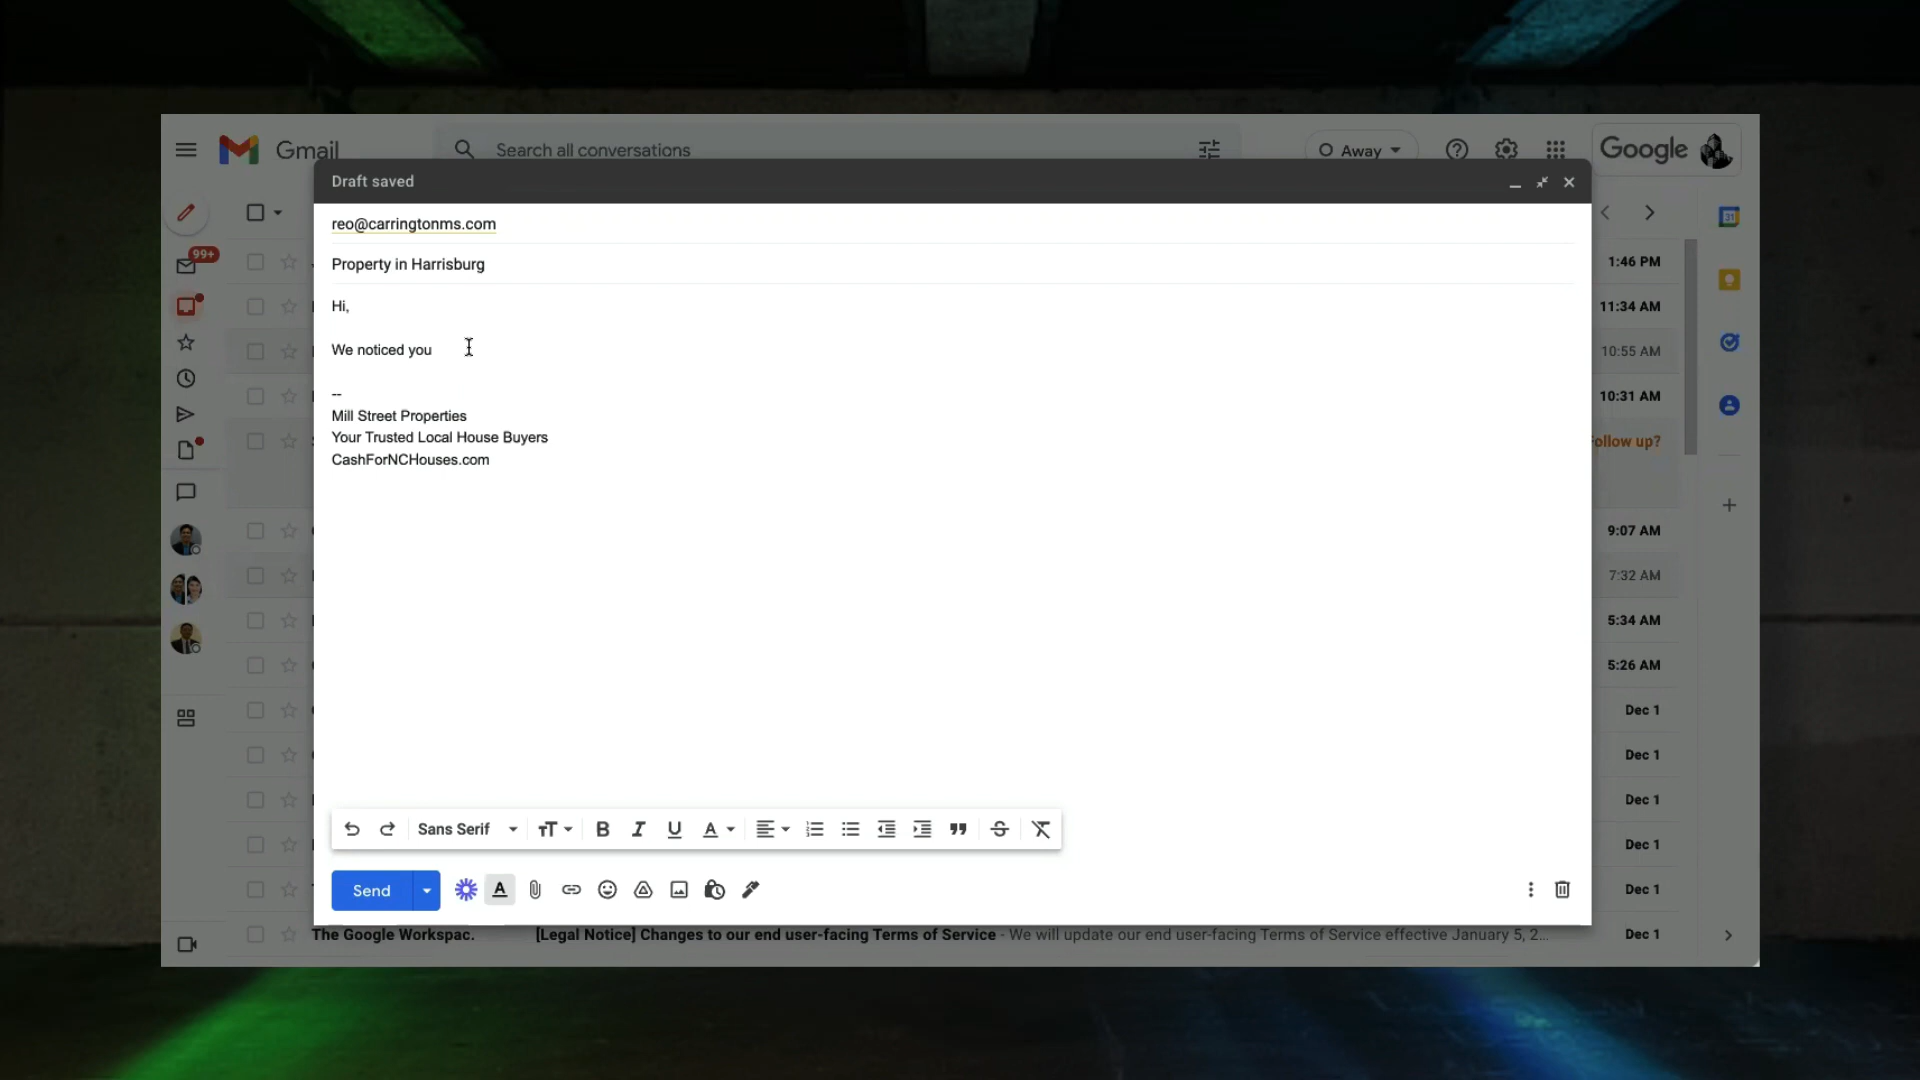 Gmail
Search all conversations
Away
Google
Draft saved
reo@carringtonms.com
Property in Harrisburg
Hi,
We noticed you
--
Mill Street Properties
Your Trusted Local House Buyers
CashForNCHouses.com
99+
31
1:46 PM
11:34 AM
10:55 AM
10:31 AM
ollow up?
9:07 AM
7:32 AM
5:34 AM
5:26 AM
Dec 1
Dec 1
Dec 1
Dec 1
Dec 1
Sans Serif
Send
The Google Workspac. [Legal Notice] Changes to our end user-facing Terms of Service - We will update our end user-facing Terms of Service effective January 5, 2... Dec 1